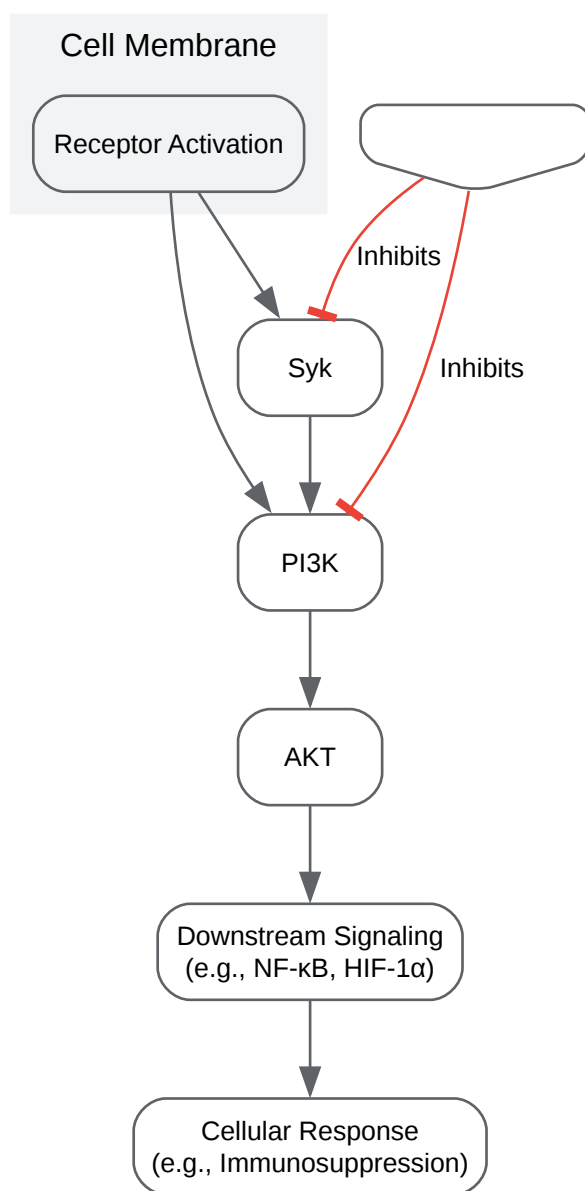 Cell Membrane
Receptor Activation
Inhibits
Syk
Inhibits
PI3K
AKT
Downstream Signaling
(e.g., NF-κB, HIF-1α)
Cellular Response
(e.g., Immunosuppression)